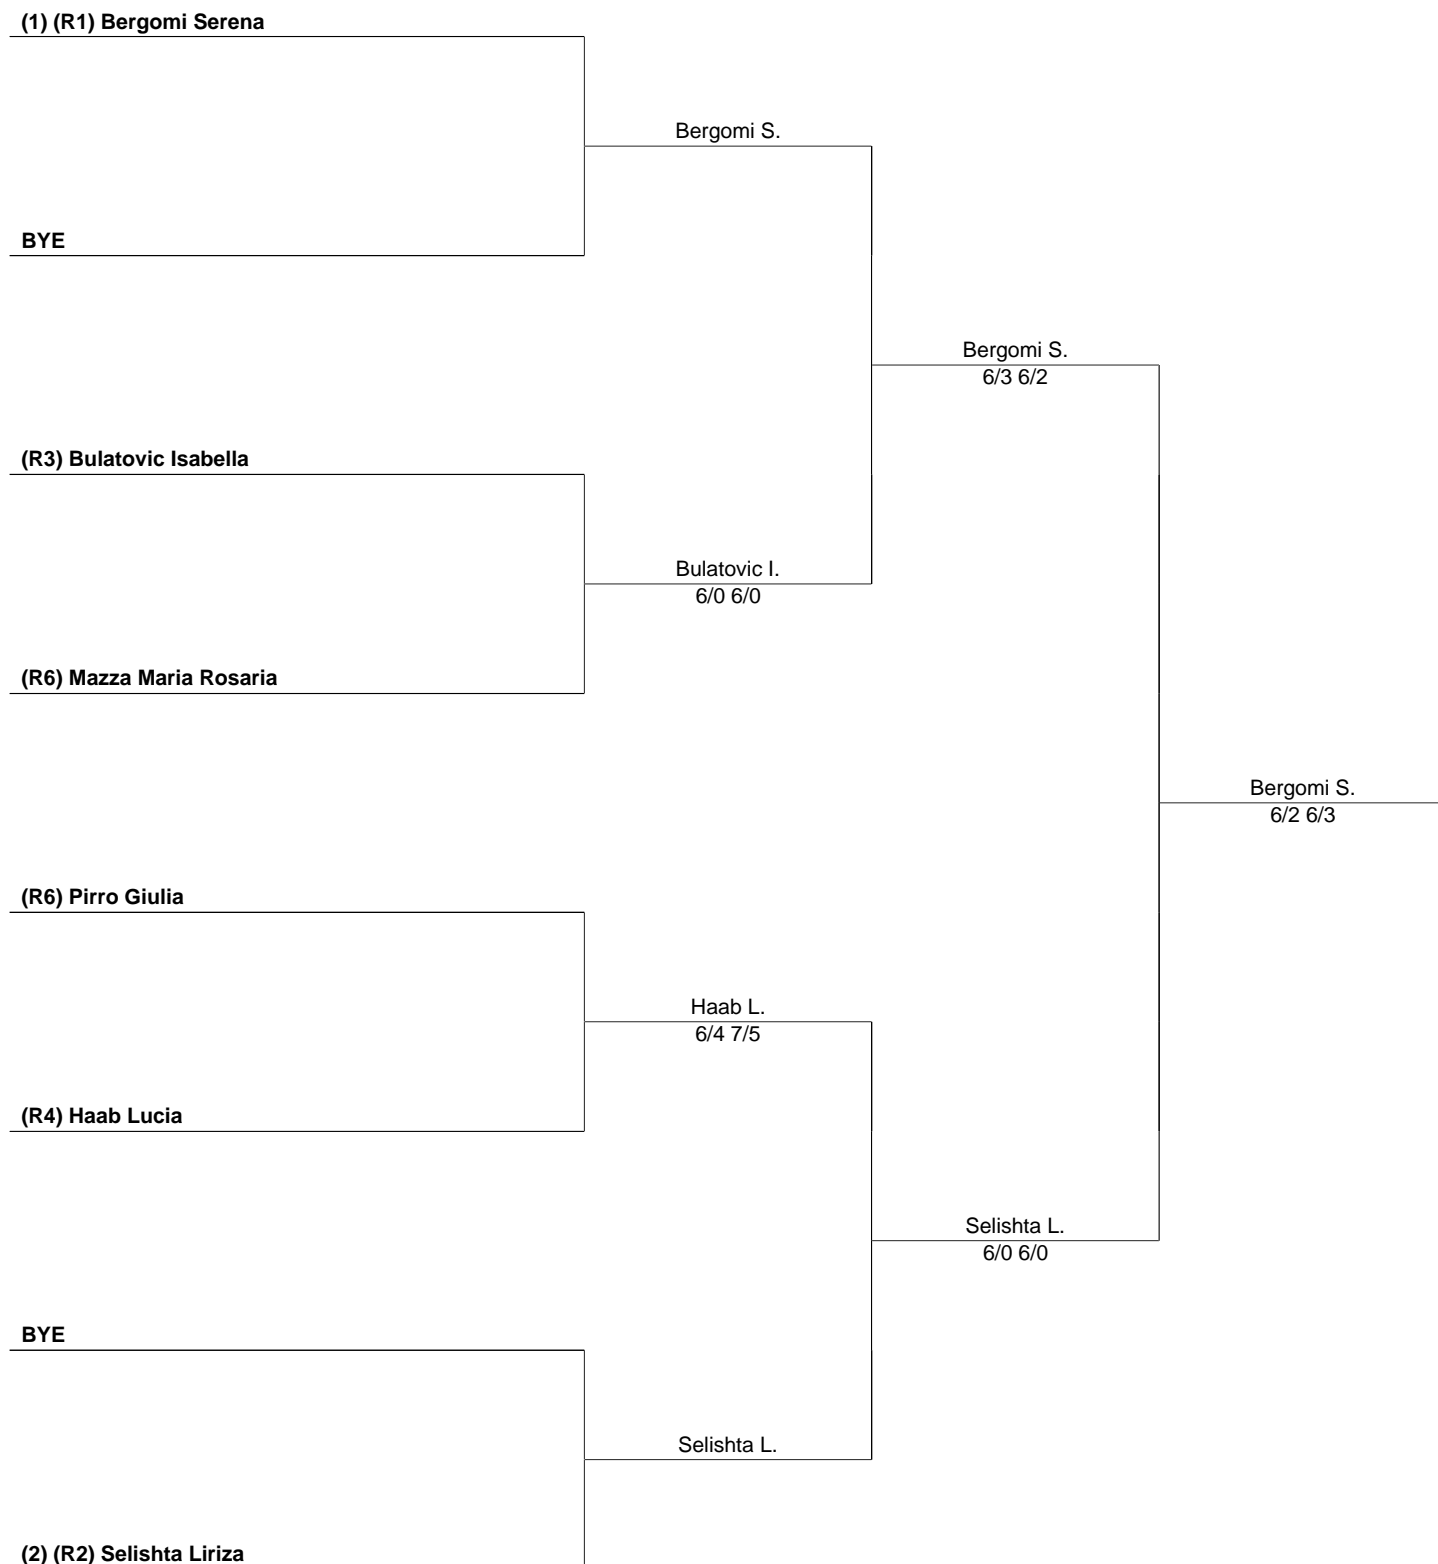 (1) (R1) Bergomi Serena
Bergomi S.
BYE
Bergomi S.
6/3 6/2
(R3) Bulatovic Isabella
Bulatovic I.
6/0 6/0
(R6) Mazza Maria Rosaria
Bergomi S.
6/2 6/3
(R6) Pirro Giulia
Haab L.
6/4 7/5
(R4) Haab Lucia
Selishta L.
6/0 6/0
BYE
Selishta L.
(2) (R2) Selishta Liriza